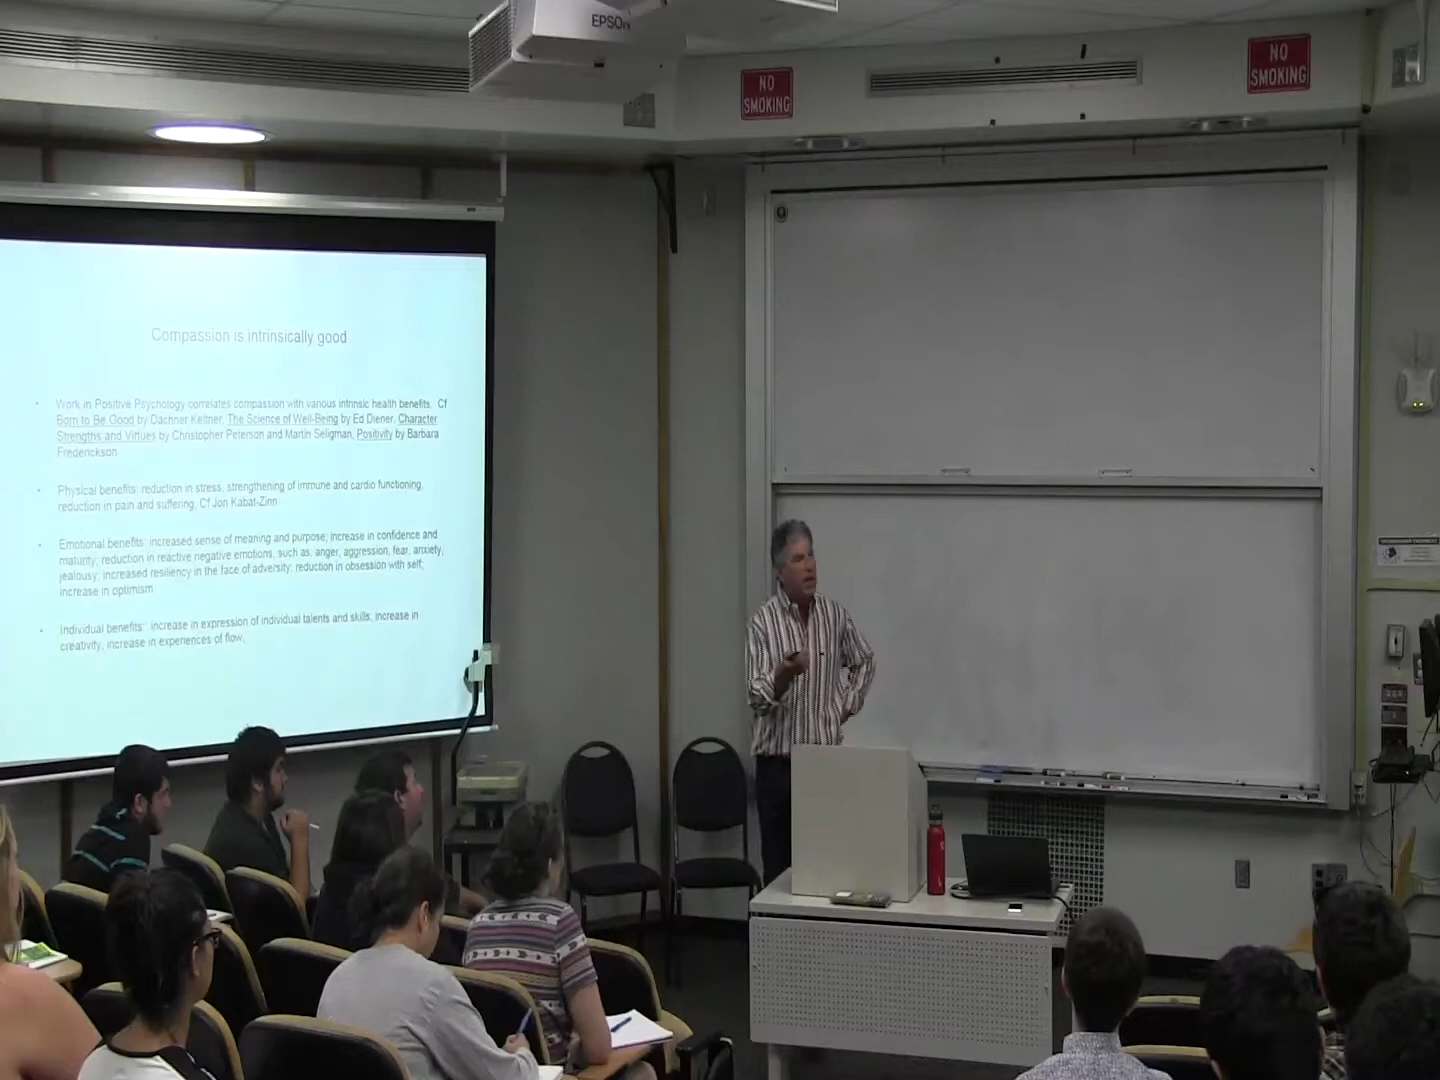 EPSON
NO
SMOKING
NO
SMOKING
Compassion is intrinsically good
Work in Positive Psychology correlates compassion with various intrinsic health benefits. Cf
Born to Be Good by Dachner Keltner, The Science of Well-Being by Ed Diener, Character
Strengths and Virtues by Christopher Peterson and Martin Seligman, Positivity by Barbara
Frederickson
Physical benefits: reduction in stress, strengthening of immune and cardio functioning,
reduction in pain and suffering, Cf Jon Kabat-Zinn
Emotional benefits: increased sense of meaning and purpose; increase in confidence and
maturity; reduction in reactive negative emotions, such as, anger, aggression, fear, anxiety,
jealousy; increased resiliency in the face of adversity; reduction in obsession with self;
increase in optimism
Individual benefits: increase in expression of individual talents and skills; increase in
creativity, increase in experiences of flow,